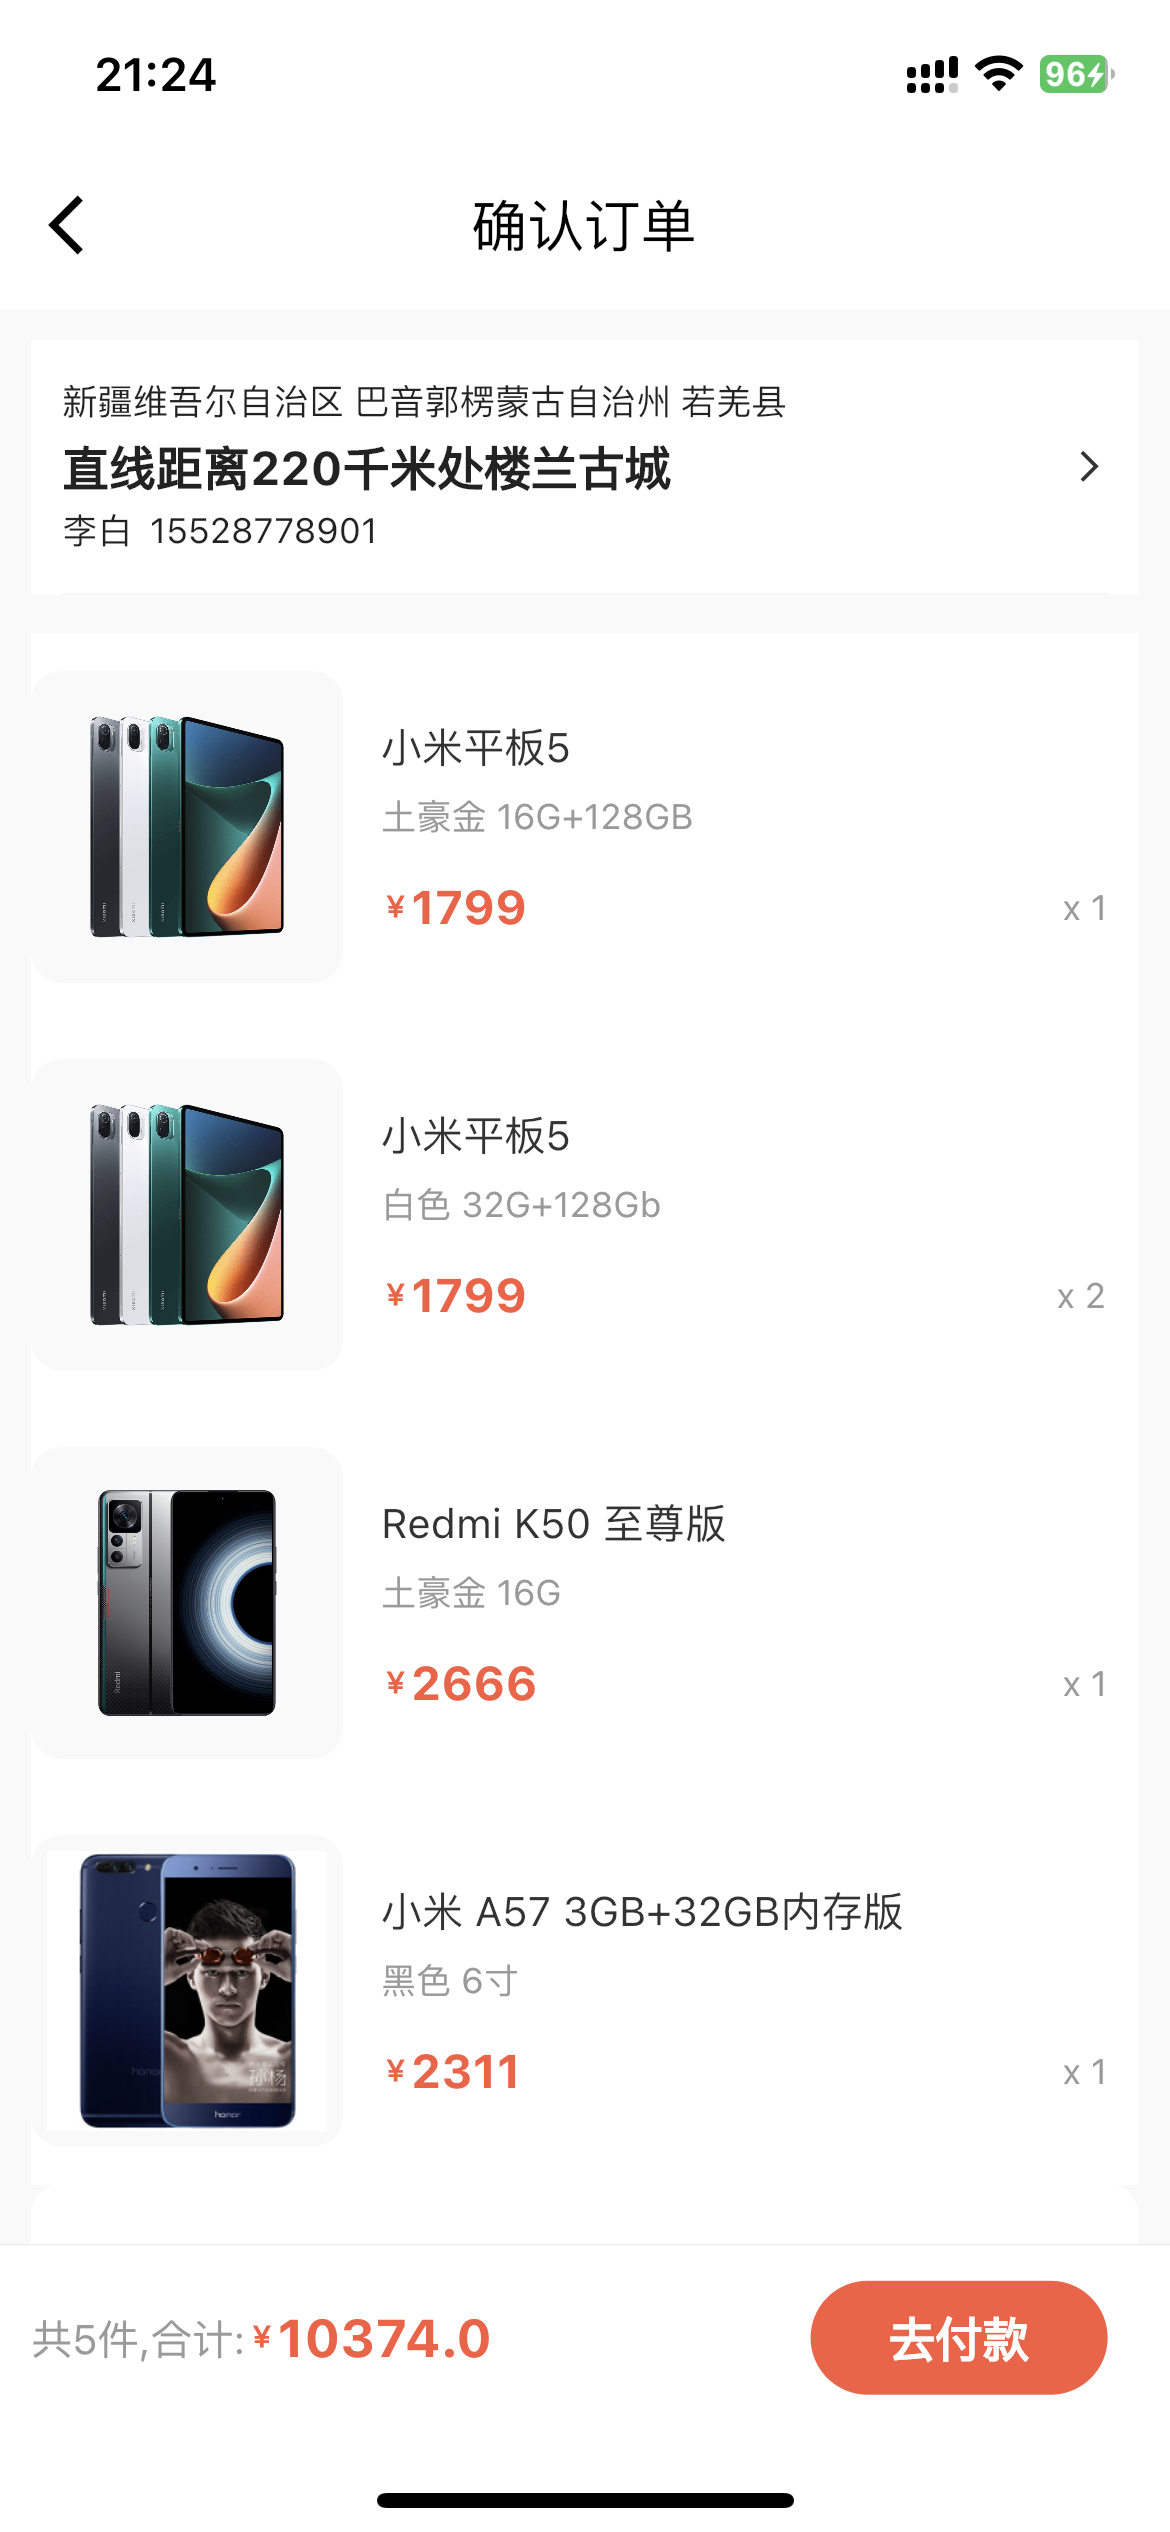 21:24
96
确认订单
新疆维吾尔自治区 巴音郭楞蒙古自治州 若羌县
直线距离220千米处楼兰古城
李白 15528778901
小米平板5
土豪金 16G+128GB
¥1799
x 1
小米平板5
白色 32G+128Gb
¥1799
x 2
Redmi
Redmi K50 至尊版
土豪金 16G
¥2666
x 1
honor
孙杨
honor
小米 A57 3GB+32GB内存版
黑色 6寸
¥2311
x 1
共5件,合计:¥10374.0
去付款